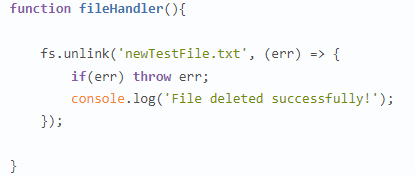 function fileHandler(){
fs.unlink('newTestFile.txt', (err) => {
if(err) throw err;
console.log('File deleted successfully!');
});
}